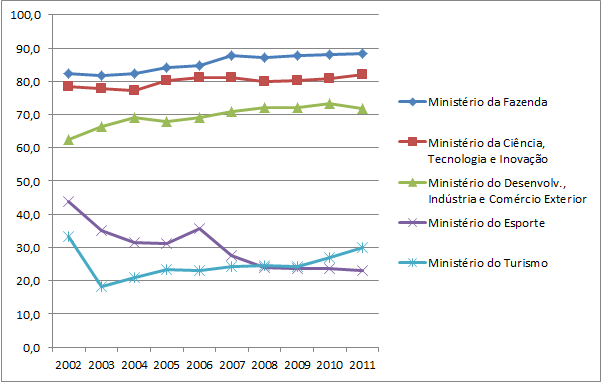 100,0
90,0
80,0
70,0
60,0
50,0
40,0
30,0
20,0
10,0
0,0
2002 2003 2004 2005 2006 2007 2008 2009 2010 2011
Ministério da Fazenda
Ministério da Ciência,
Tecnologia e Inovação
Ministério do Desenvolv.,
Indústria e Comércio Exterior
Ministério do Esporte
Ministério do Turismo